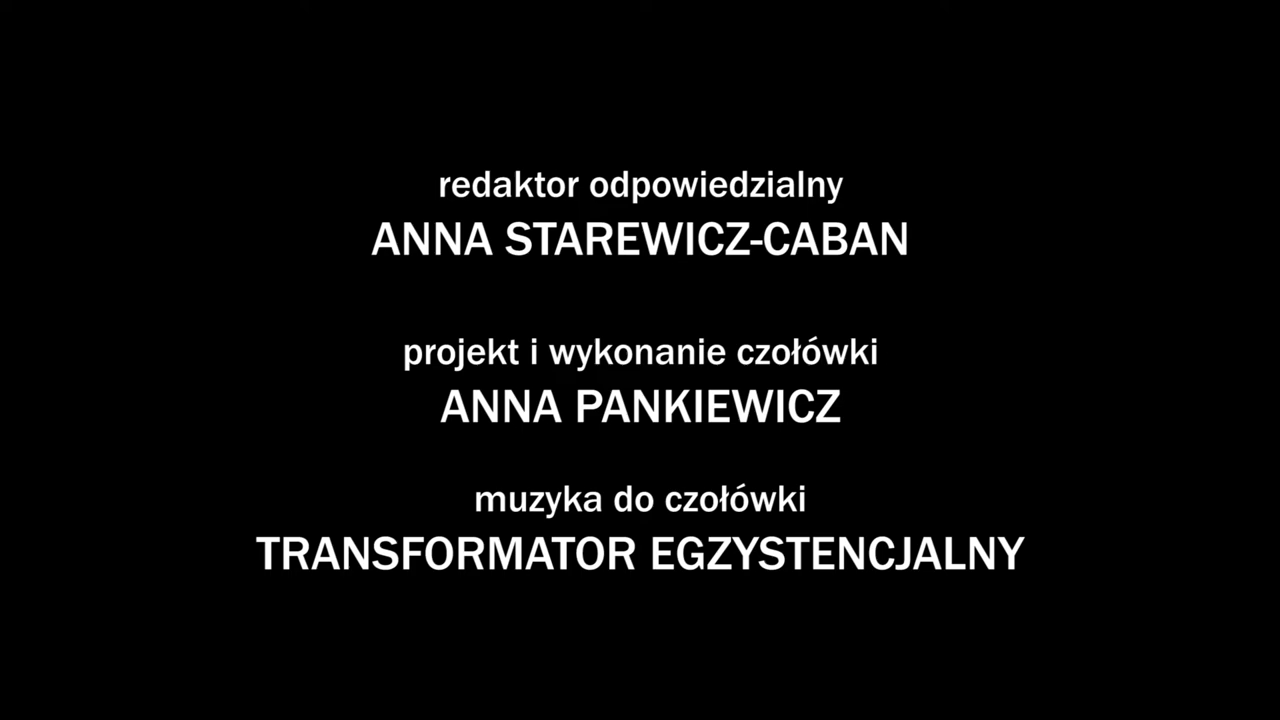 redaktor odpowiedzialny
ANNA STAREWICZ-CABAN
projekt i wykonanie czołówki
ANNA PANKIEWICZ
muzyka do czołówki
TRANSFORMATOR EGZYSTENCJALNY